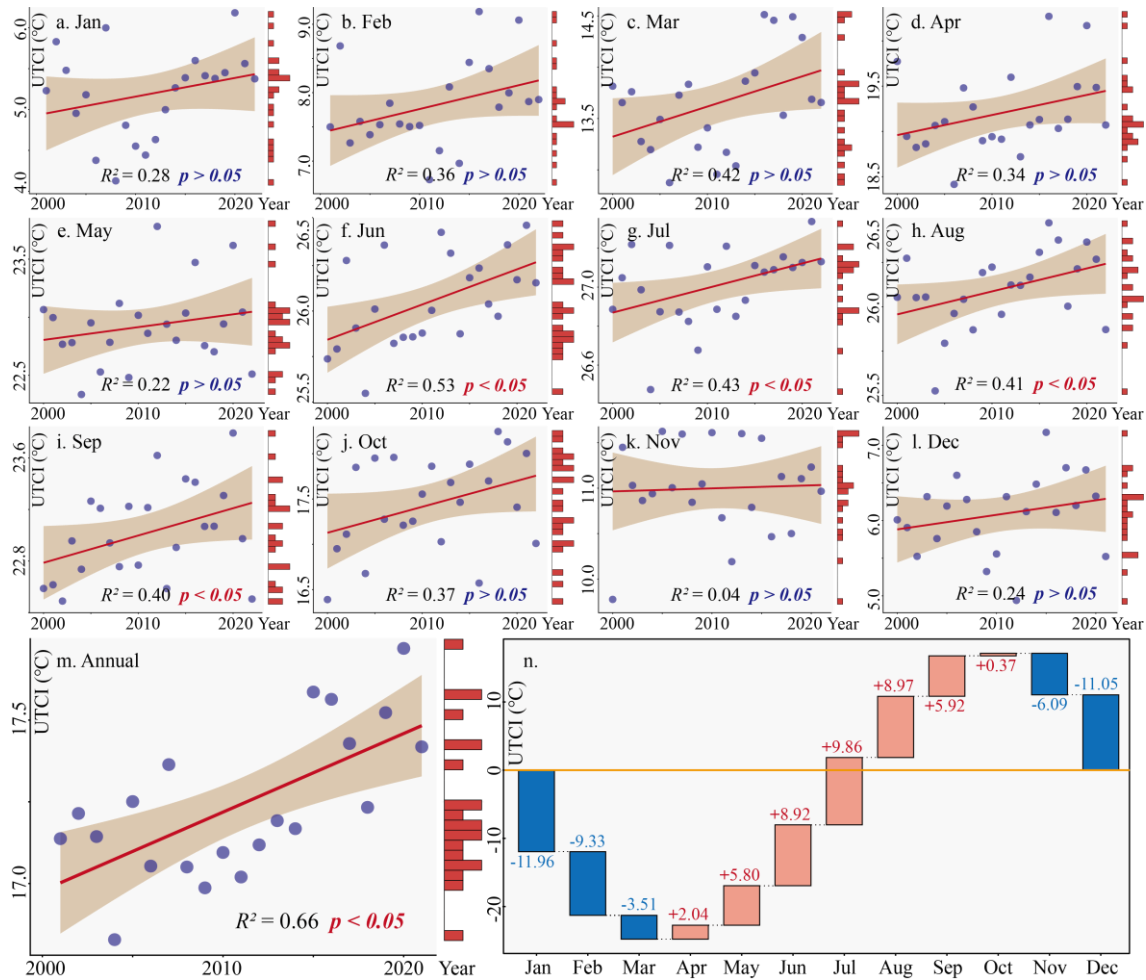 a. Jan
UTCI (°C)
6.0
5.0
4.0
R² = 0.28 p > 0.05
2000 2010 2020 Year
b. Feb
UTCI (°C)
9.0
8.0
7.0
R² = 0.36 p > 0.05
2000 2010 2020 Year
c. Mar
UTCI (°C)
14.5
13.5
R² = 0.42 p > 0.05
2000 2010 2020 Year
d. Apr
UTCI (°C)
19.5
18.5
R² = 0.34 p > 0.05
2000 2010 2020 Year
e. May
UTCI (°C)
23.5
22.5
R² = 0.22 p > 0.05
2000 2010 2020 Year
f. Jun
UTCI (°C)
26.5
26.0
25.5
R² = 0.53 p < 0.05
2000 2010 2020 Year
g. Jul
UTCI (°C)
27.0
26.6
R² = 0.43 p < 0.05
2000 2010 2020 Year
h. Aug
UTCI (°C)
26.5
26.0
25.5
R² = 0.41 p < 0.05
2000 2010 2020 Year
i. Sep
UTCI (°C)
23.6
22.8
R² = 0.40 p < 0.05
2000 2010 2020 Year
j. Oct
UTCI (°C)
17.5
16.5
R² = 0.37 p > 0.05
2000 2010 2020 Year
k. Nov
UTCI (°C)
11.0
10.0
R² = 0.04 p > 0.05
2000 2010 2020 Year
l. Dec
UTCI (°C)
7.0
6.0
5.0
R² = 0.24 p > 0.05
2000 2010 2020 Year
m. Annual
UTCI (°C)
17.5
17.0
R² = 0.66 p < 0.05
2000 2010 2020 Year
n.
UTCI (°C)
10
0
-10
-20
-11.96
-9.33
-3.51
+2.04
+5.80
+8.92
+9.86
+8.97
+5.92
+0.37
-6.09
-11.05
Jan Feb Mar Apr May Jun Jul Aug Sep Oct Nov Dec